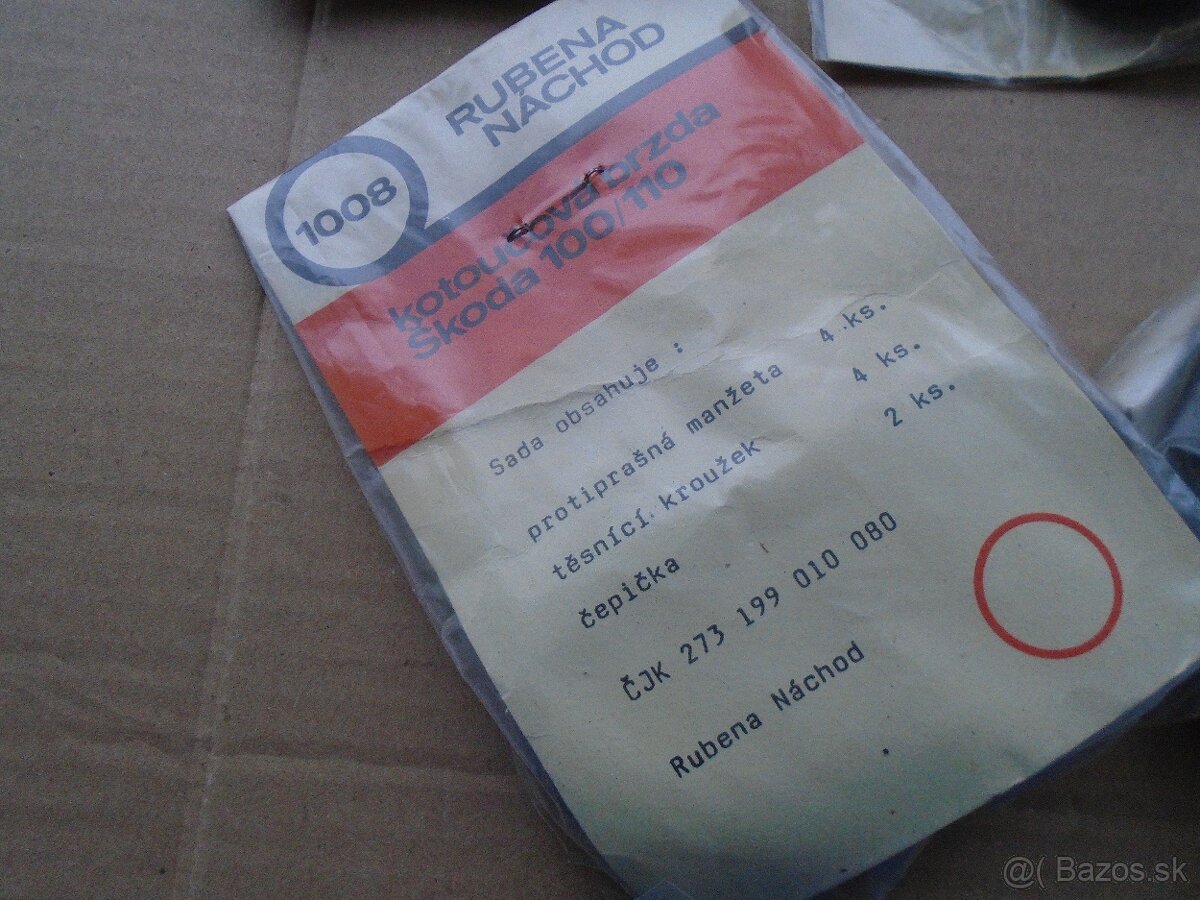 RUBENA
NÁCHOD
1008
kotoučová brzda
Škoda 100/110
Sada obsahuje :
protiprašná manžeta 4 ks.
těsnící kroužek 4 ks.
čepička 2 ks.
ČJK 273 199 010 080
Rubena Náchod
@( Bazos.sk